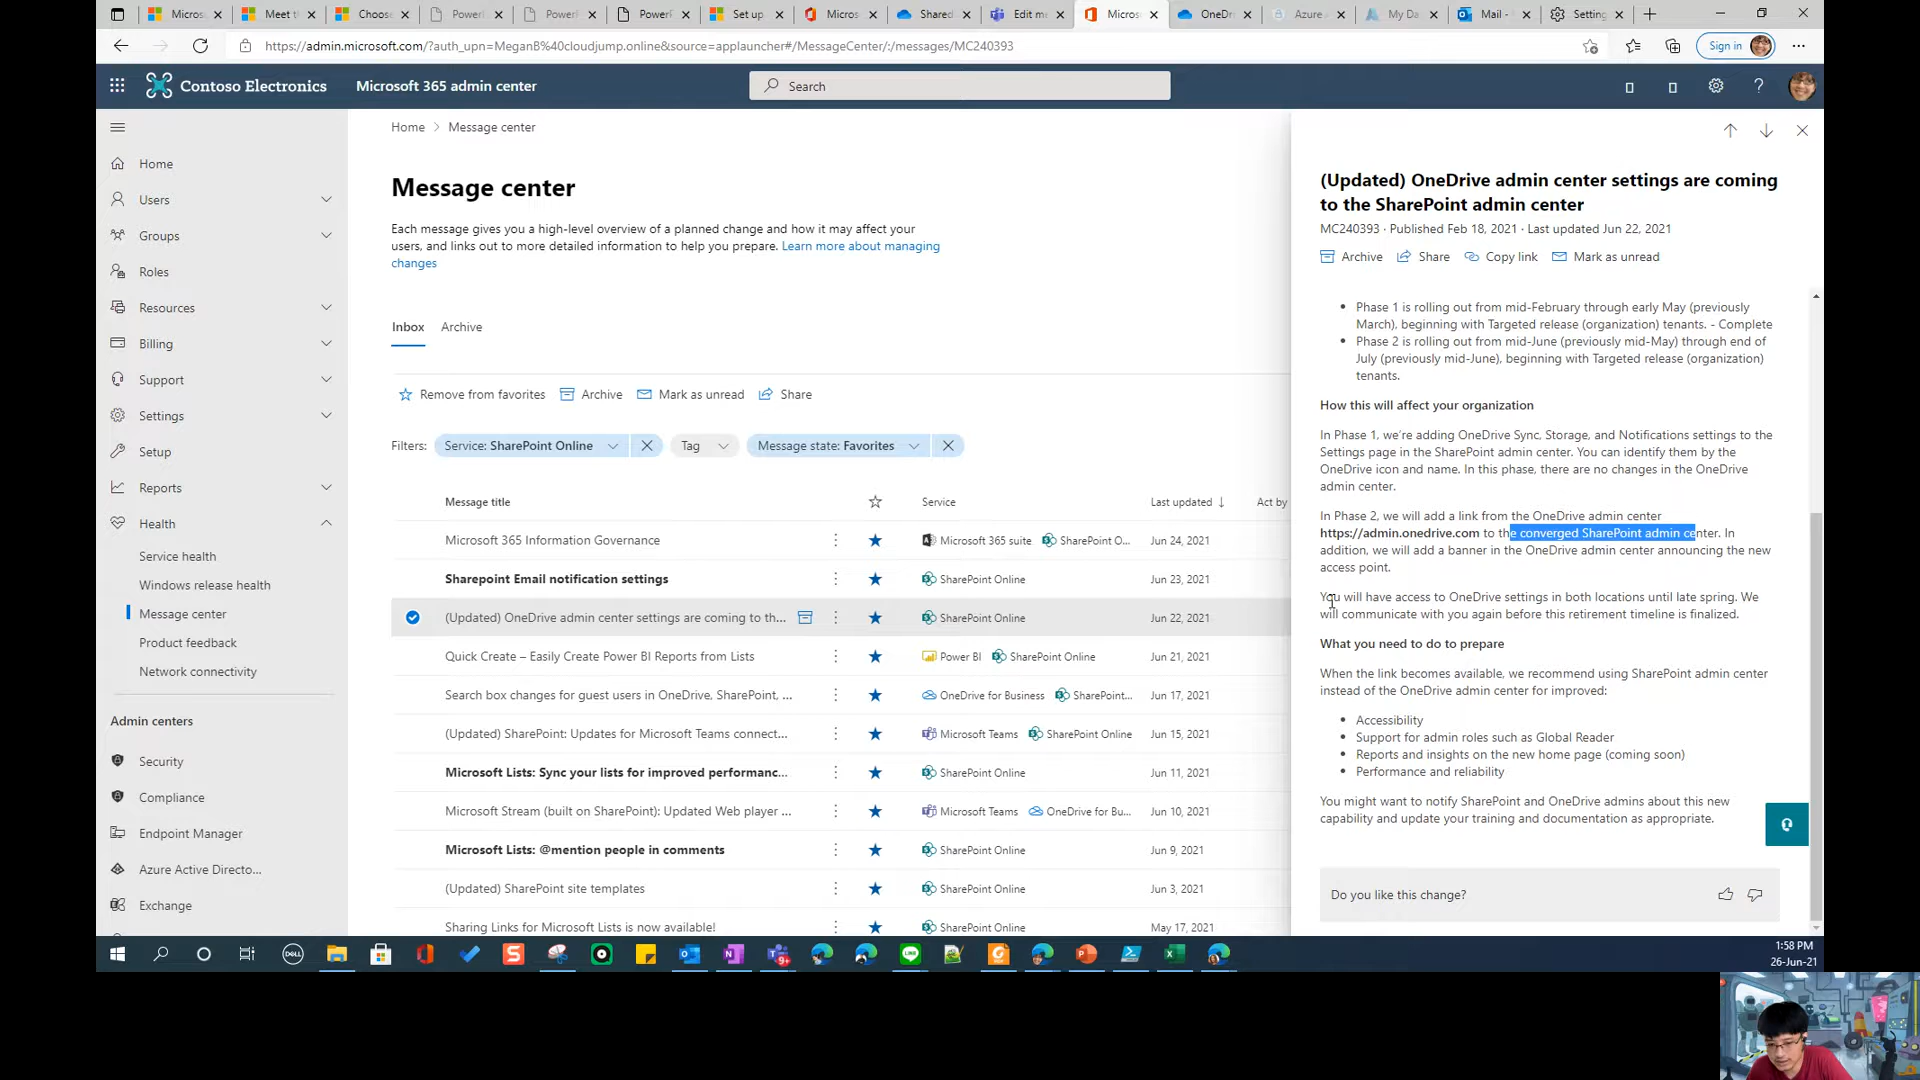 Micros
Meet t
Choos
Powerl
Powerl
PowerF
Set up
Micros
Shared
Edit m
Micros
OneDr
Azure
My Da
Mail -
Setting
https://admin.microsoft.com/?auth_upn=MeganB%40cloudjump.online&source=applauncher#/MessageCenter/:/messages/MC240393
Sign in
Contoso Electronics
Microsoft 365 admin center
Search
Home
Users
Groups
Roles
Resources
Billing
Support
Settings
Setup
Reports
Health
Service health
Windows release health
Message center
Product feedback
Network connectivity
Admin centers
Security
Compliance
Endpoint Manager
Azure Active Directo...
Exchange
Home > Message center
Message center
Each message gives you a high-level overview of a planned change and how it may affect your
users, and links out to more detailed information to help you prepare. Learn more about managing
changes
Inbox Archive
Remove from favorites Archive Mark as unread Share
Filters: Service: SharePoint Online Tag Message state: Favorites
Message title Service Last updated ↓ Act by
Microsoft 365 Information Governance Microsoft 365 suite SharePoint O... Jun 24, 2021
Sharepoint Email notification settings SharePoint Online Jun 23, 2021
(Updated) OneDrive admin center settings are coming to th... SharePoint Online Jun 22, 2021
Quick Create – Easily Create Power BI Reports from Lists Power BI SharePoint Online Jun 21, 2021
Search box changes for guest users in OneDrive, SharePoint, ... OneDrive for Business SharePoint... Jun 17, 2021
(Updated) SharePoint: Updates for Microsoft Teams connect... Microsoft Teams SharePoint Online Jun 15, 2021
Microsoft Lists: Sync your lists for improved performanc... SharePoint Online Jun 11, 2021
Microsoft Stream (built on SharePoint): Updated Web player ... Microsoft Teams OneDrive for Bu... Jun 10, 2021
Microsoft Lists: @mention people in comments SharePoint Online Jun 9, 2021
(Updated) SharePoint site templates SharePoint Online Jun 3, 2021
Sharing Links for Microsoft Lists is now available! SharePoint Online May 17, 2021
(Updated) OneDrive admin center settings are coming
to the SharePoint admin center
MC240393 · Published Feb 18, 2021 · Last updated Jun 22, 2021
Archive Share Copy link Mark as unread
• Phase 1 is rolling out from mid-February through early May (previously
March), beginning with Targeted release (organization) tenants. - Complete
• Phase 2 is rolling out from mid-June (previously mid-May) through end of
July (previously mid-June), beginning with Targeted release (organization)
tenants.
How this will affect your organization
In Phase 1, we're adding OneDrive Sync, Storage, and Notifications settings to the
Settings page in the SharePoint admin center. You can identify them by the
OneDrive icon and name. In this phase, there are no changes in the OneDrive
admin center.
In Phase 2, we will add a link from the OneDrive admin center
https://admin.onedrive.com to the converged SharePoint admin center. In
addition, we will add a banner in the OneDrive admin center announcing the new
access point.
You will have access to OneDrive settings in both locations until late spring. We
will communicate with you again before this retirement timeline is finalized.
What you need to do to prepare
When the link becomes available, we recommend using SharePoint admin center
instead of the OneDrive admin center for improved:
• Accessibility
• Support for admin roles such as Global Reader
• Reports and insights on the new home page (coming soon)
• Performance and reliability
You might want to notify SharePoint and OneDrive admins about this new
capability and update your training and documentation as appropriate.
Do you like this change?
1:58 PM
26-Jun-21